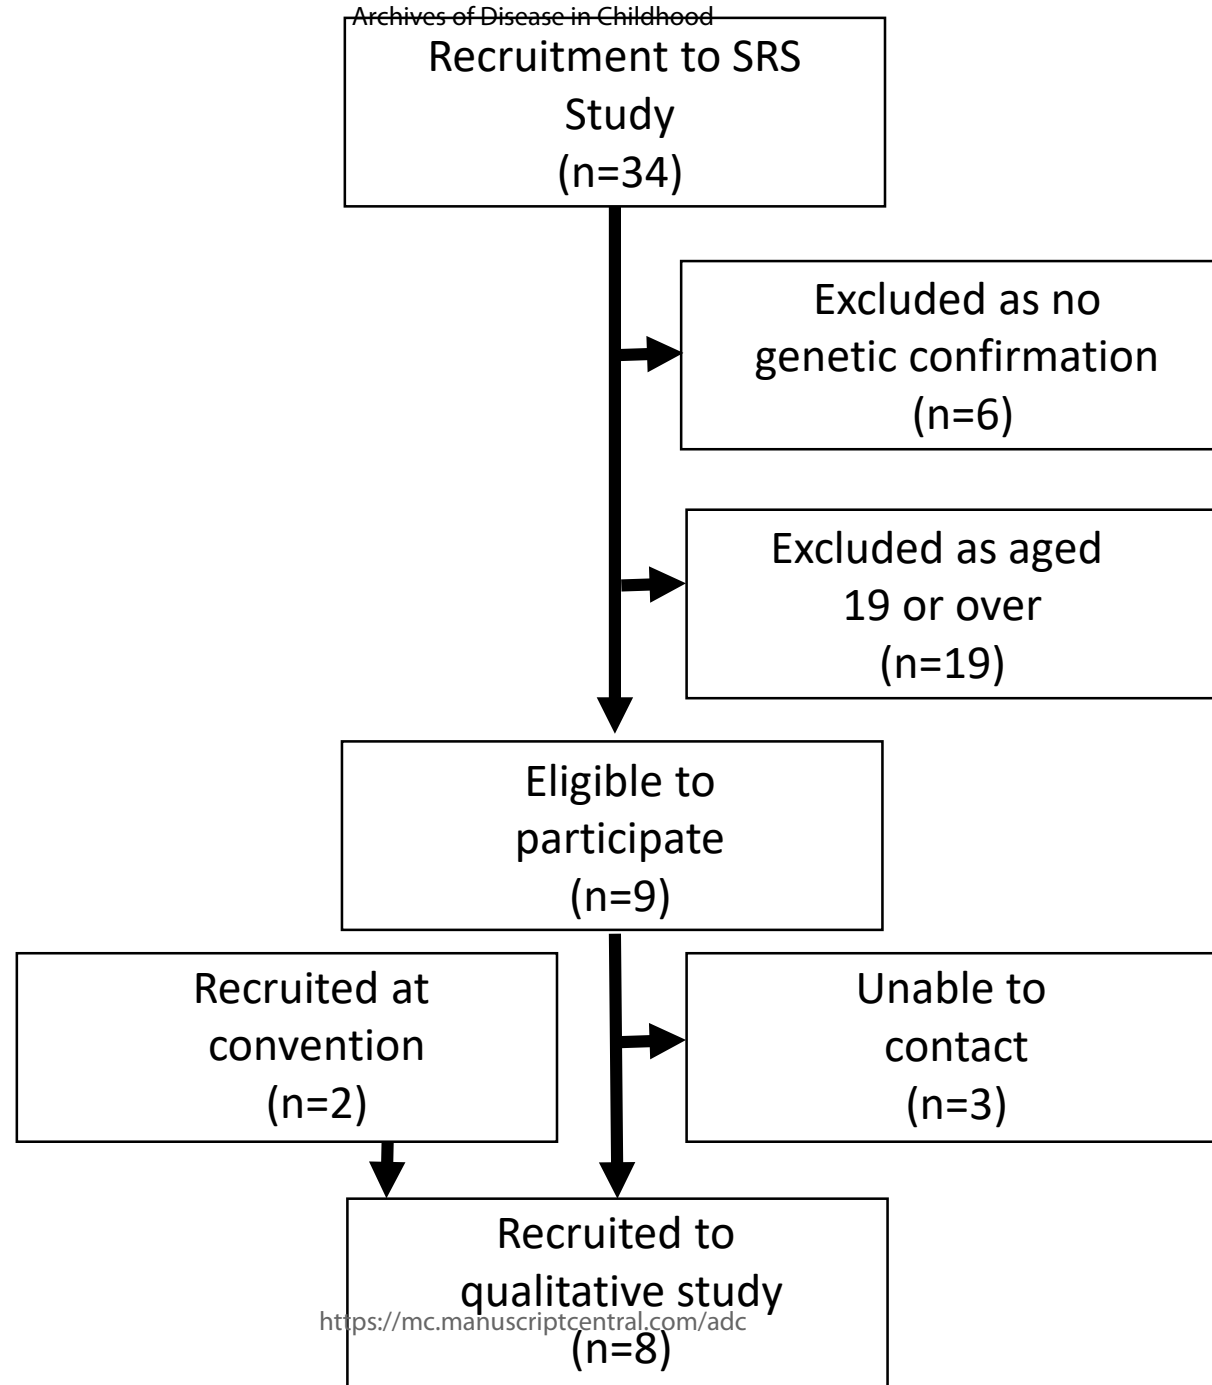 Archives of Disease in Childhood
Recruitment to SRS
Study
(n=34)
Excluded as no
genetic confirmation
(n=6)
Excluded as aged
19 or over
(n=19)
Eligible to
participate
(n=9)
Recruited at
convention
(n=2)
Unable to
contact
(n=3)
Recruited to
qualitative study
https://mc.manuscriptcentral.com/adc
(n=8)